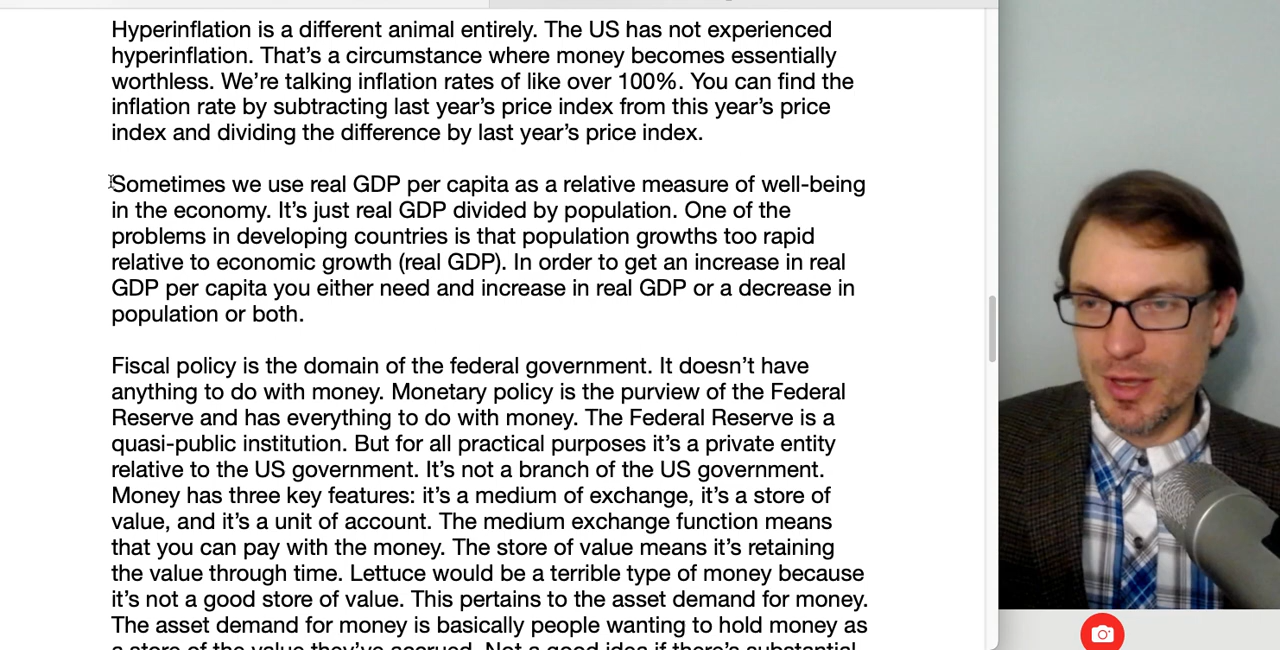 Hyperinflation is a different animal entirely. The US has not experienced
hyperinflation. That's a circumstance where money becomes essentially
worthless. We're talking inflation rates of like over 100%. You can find the
inflation rate by subtracting last year's price index from this year's price
index and dividing the difference by last year's price index.
Sometimes we use real GDP per capita as a relative measure of well-being
in the economy. It's just real GDP divided by population. One of the
problems in developing countries is that population growths too rapid
relative to economic growth (real GDP). In order to get an increase in real
GDP per capita you either need and increase in real GDP or a decrease in
population or both.
Fiscal policy is the domain of the federal government. It doesn't have
anything to do with money. Monetary policy is the purview of the Federal
Reserve and has everything to do with money. The Federal Reserve is a
quasi-public institution. But for all practical purposes it's a private entity
relative to the US government. It's not a branch of the US government.
Money has three key features: it's a medium of exchange, it's a store of
value, and it's a unit of account. The medium exchange function means
that you can pay with the money. The store of value means it's retaining
the value through time. Lettuce would be a terrible type of money because
it's not a good store of value. This pertains to the asset demand for money.
The asset demand for money is basically people wanting to hold money as
a store of the value they've accrued. Not a good idea if there's substantial